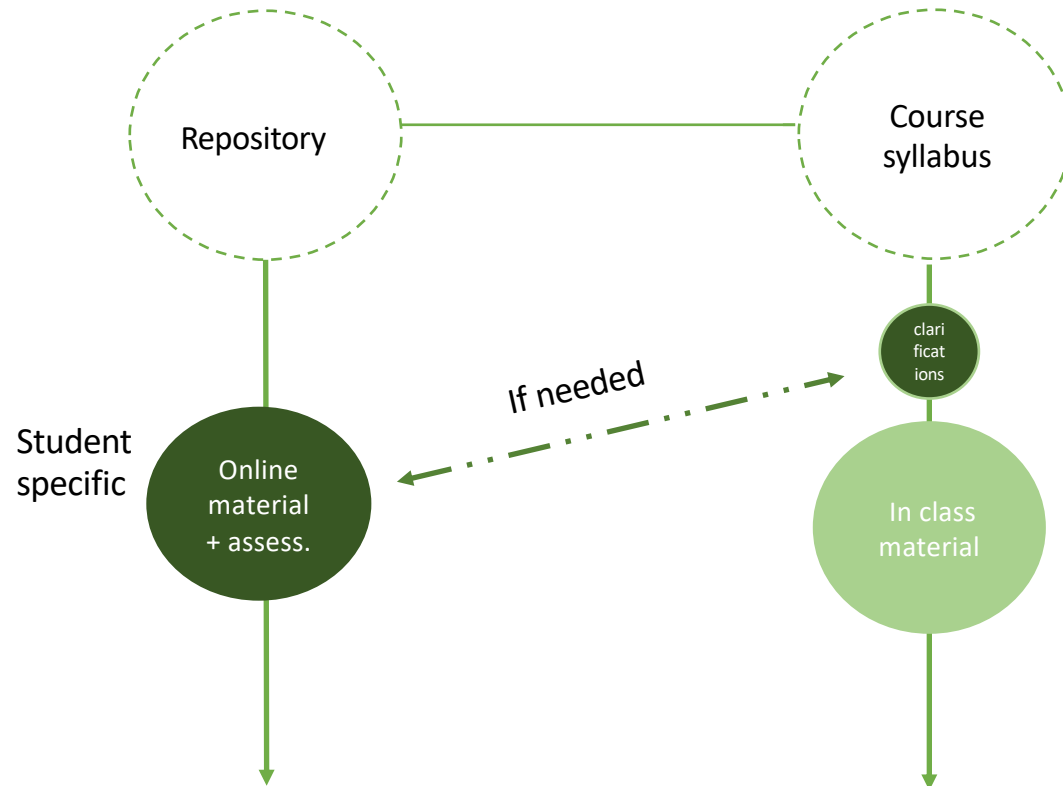 Repository
Course
syllabus
clari
ficat
ions
If needed
Student
specific
Online
material
+ assess.
In class
material